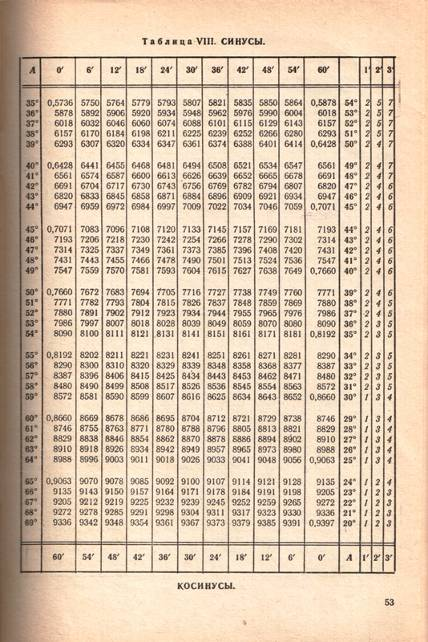 Таблица VIII. СИНУСЫ.
A 0′ 6′ 12′ 18′ 24′ 30′ 36′ 42′ 48′ 54′ 60′ 1′ 2′ 3′
35° 0,5736 5750 5764 5779 5793 5807 5821 5835 5850 5864 0,5878 54° 2 5 7
36° 5878 5892 5906 5920 5934 5948 5962 5976 5990 6004 6018 53° 2 5 7
37° 6018 6032 6046 6060 6074 6088 6101 6115 6129 6143 6157 52° 2 5 7
38° 6157 6170 6184 6198 6211 6225 6239 6252 6266 6280 6293 51° 2 5 7
39° 6293 6307 6320 6334 6347 6361 6374 6388 6401 6414 0,6428 50° 2 4 7
40° 0,6428 6441 6455 6468 6481 6494 6508 6521 6534 6547 6561 49° 2 4 7
41° 6561 6574 6587 6600 6613 6626 6639 6652 6665 6678 6691 48° 2 4 7
42° 6691 6704 6717 6730 6743 6756 6769 6782 6794 6807 6820 47° 2 4 6
43° 6820 6833 6845 6858 6871 6884 6896 6909 6921 6934 6947 46° 2 4 6
44° 6947 6959 6972 6984 6997 7009 7022 7034 7046 7059 0,7071 45° 2 4 6
45° 0,7071 7083 7096 7108 7120 7133 7145 7157 7169 7181 7193 44° 2 4 6
46° 7193 7206 7218 7230 7242 7254 7266 7278 7290 7302 7314 43° 2 4 6
47° 7314 7325 7337 7349 7361 7373 7385 7396 7408 7420 7431 42° 2 4 6
48° 7431 7443 7455 7466 7478 7490 7501 7513 7524 7536 7547 41° 2 4 6
49° 7547 7559 7570 7581 7593 7604 7615 7627 7638 7649 0,7660 40° 2 4 6
50° 0,7660 7672 7683 7694 7705 7716 7727 7738 7749 7760 7771 39° 2 4 6
51° 7771 7782 7793 7804 7815 7826 7837 7848 7859 7869 7880 38° 2 4 5
52° 7880 7891 7902 7912 7923 7934 7944 7955 7965 7976 7986 37° 2 4 5
53° 7986 7997 8007 8018 8028 8039 8049 8059 8070 8080 8090 36° 2 3 5
54° 8090 8100 8111 8121 8131 8141 8151 8161 8171 8181 0,8192 35° 2 3 5
55° 0,8192 8202 8211 8221 8231 8241 8251 8261 8271 8281 8290 34° 2 3 5
56° 8290 8300 8310 8320 8329 8339 8348 8358 8368 8377 8387 33° 2 3 5
57° 8387 8396 8406 8415 8425 8434 8443 8453 8462 8471 8480 32° 2 3 5
58° 8480 8490 8499 8508 8517 8526 8536 8545 8554 8563 8572 31° 2 3 5
59° 8572 8581 8590 8599 8607 8616 8625 8634 8643 8652 0,8660 30° 1 3 4
60° 0,8660 8669 8678 8686 8695 8704 8712 8721 8729 8738 8746 29° 1 3 4
61° 8746 8755 8763 8771 8780 8788 8796 8805 8813 8821 8829 28° 1 3 4
62° 8829 8838 8846 8854 8862 8870 8878 8886 8894 8902 8910 27° 1 3 4
63° 8910 8918 8926 8934 8942 8949 8957 8965 8973 8980 8988 26° 1 3 4
64° 8988 8996 9003 9011 9018 9026 9033 9041 9048 9056 0,9063 25° 1 3 4
65° 0,9063 9070 9078 9085 9092 9100 9107 9114 9121 9128 9135 24° 1 2 4
66° 9135 9143 9150 9157 9164 9171 9178 9184 9191 9198 9205 23° 1 2 3
67° 9205 9212 9219 9225 9232 9239 9245 9252 9259 9265 9272 22° 1 2 3
68° 9272 9278 9285 9291 9298 9304 9311 9317 9323 9330 9336 21° 1 2 3
69° 9336 9342 9348 9354 9361 9367 9373 9379 9385 9391 0,9397 20° 1 2 3
60′ 54′ 48′ 42′ 36′ 30′ 24′ 18′ 12′ 6′ 0′ A 1′ 2′ 3′
КОСИНУСЫ.
53